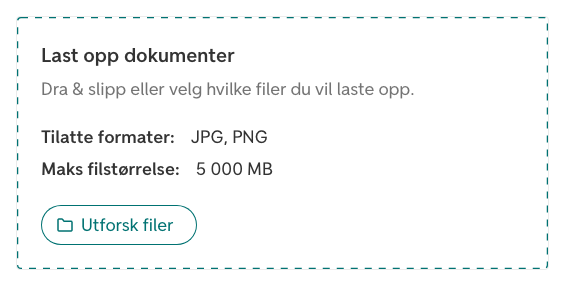 Last opp dokumenter
Dra & slipp eller velg hvilke filer du vil laste opp.
Tilatte formater: JPG, PNG
Maks filstørrelse: 5 000 MB
Utforsk filer